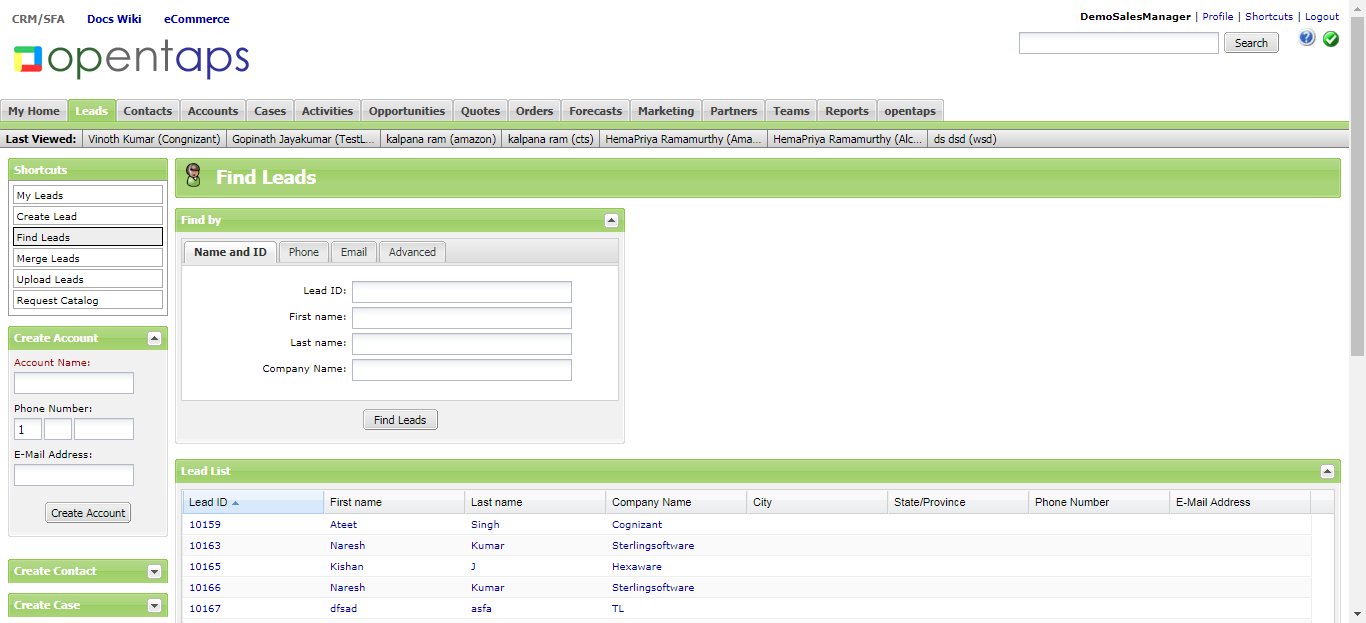 CRM/SFA Docs Wiki eCommerce
DemoSalesManager | Profile | Shortcuts | Logout
opentaps
Search
My Home Leads Contacts Accounts Cases Activities Opportunities Quotes Orders Forecasts Marketing Partners Teams Reports opentaps
Last Viewed: Vinoth Kumar (Congnizant) Gopinath Jayakumar (TestL... kalpana ram (amazon) kalpana ram (cts) HemaPriya Ramamurthy (Ama... HemaPriya Ramamurthy (Alc... ds dsd (wsd)
Shortcuts
My Leads
Create Lead
Find Leads
Merge Leads
Upload Leads
Request Catalog
Create Account
Account Name:
Phone Number:
1
E-Mail Address:
Create Account
Create Contact
Create Case
Find Leads
Find by
Name and ID Phone Email Advanced
Lead ID:
First name:
Last name:
Company Name:
Find Leads
Lead List
Lead ID First name Last name Company Name City State/Province Phone Number E-Mail Address
10159 Ateet Singh Cognizant
10163 Naresh Kumar Sterlingsoftware
10165 Kishan J Hexaware
10166 Naresh Kumar Sterlingsoftware
10167 dfsad asfa TL